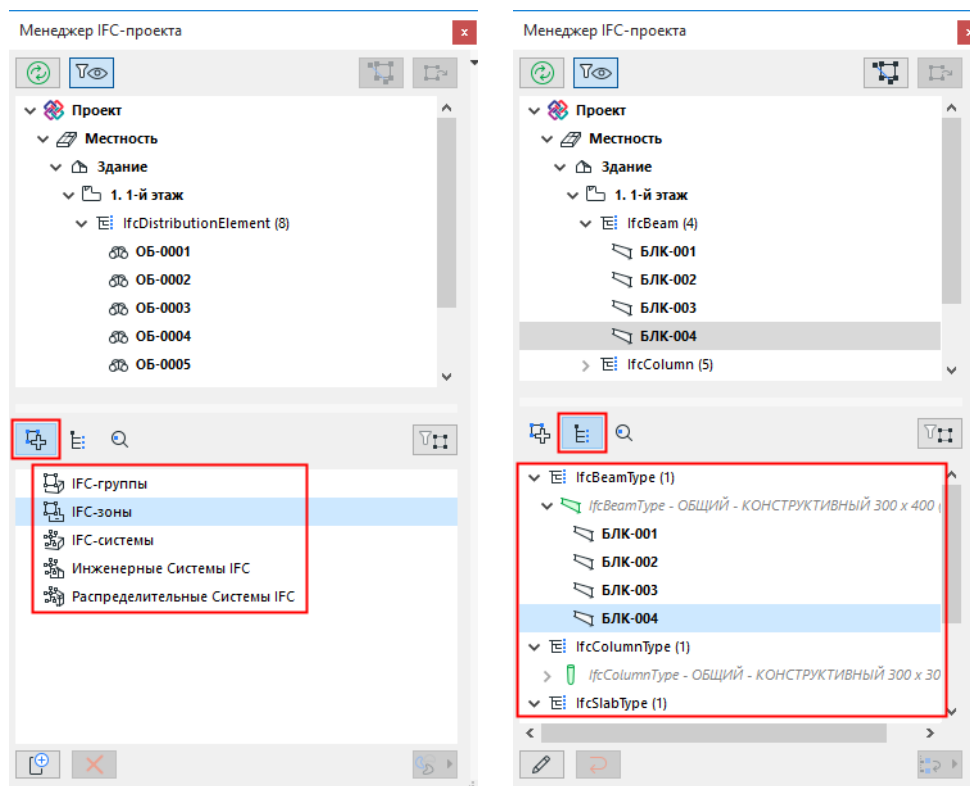 Менеджер IFC-проекта
Проект
Местность
Здание
1. 1-й этаж
IfcDistributionElement (8)
ОБ-0001
ОБ-0002
ОБ-0003
ОБ-0004
ОБ-0005
IFC-группы
IFC-зоны
IFC-системы
Инженерные Системы IFC
Распределительные Системы IFC
Менеджер IFC-проекта
Проект
Местность
Здание
1. 1-й этаж
IfcBeam (4)
БЛК-001
БЛК-002
БЛК-003
БЛК-004
IfcColumn (5)
IfcBeamType (1)
IfcBeamType - ОБЩИЙ - КОНСТРУКТИВНЫЙ 300 x 400 (
БЛК-001
БЛК-002
БЛК-003
БЛК-004
IfcColumnType (1)
IfcColumnType - ОБЩИЙ - КОНСТРУКТИВНЫЙ 300 x 30
IfcSlabType (1)